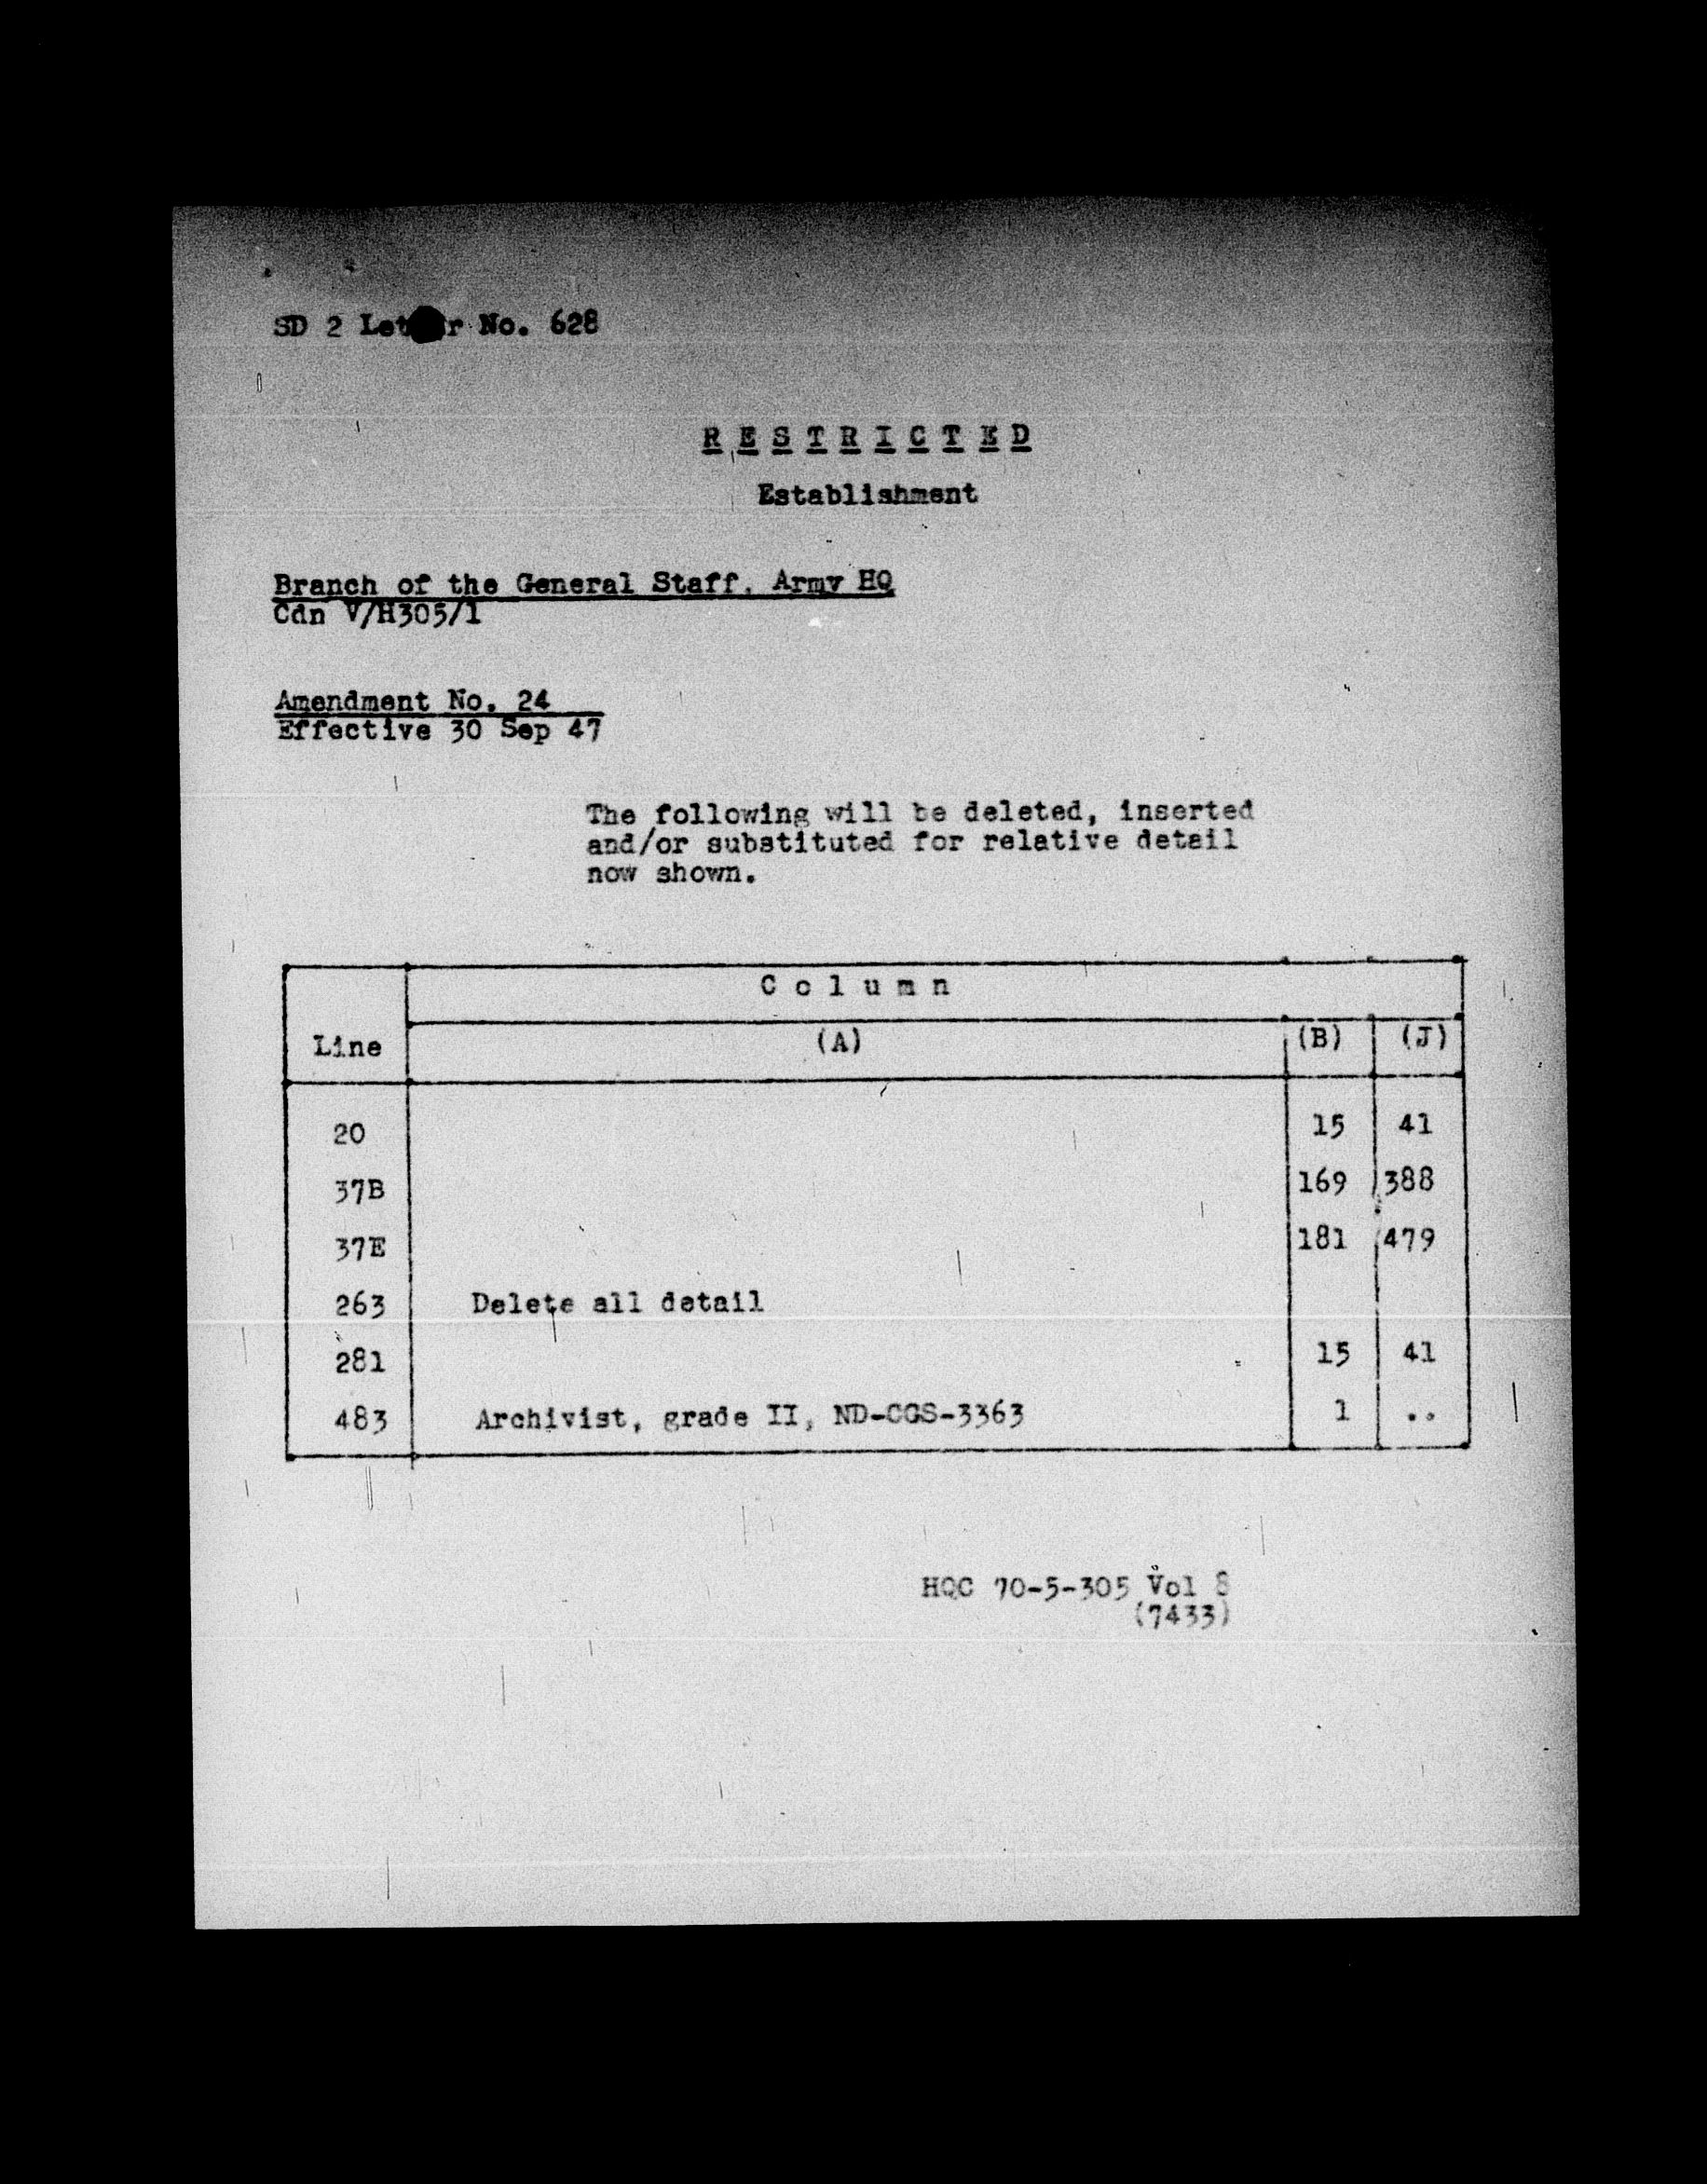 SD 2 Letter No. 628
RESTRICTED
Establishment
Branch of the General Staff, Army HQ
Cdn V/H305/1
Amendment No. 24
Effective 30 Sep 47
The following will be deleted, inserted
and/or substituted for relative detail
now shown.
Column
Line (A) (B) (J)
20 15 41
37B 169 388
37E 181 479
263 Delete all detail
281 15 41
483 Archivist, grade II, ND-CGS-3363 1 ..
HQC 70-5-305 Vol 8
(7433)